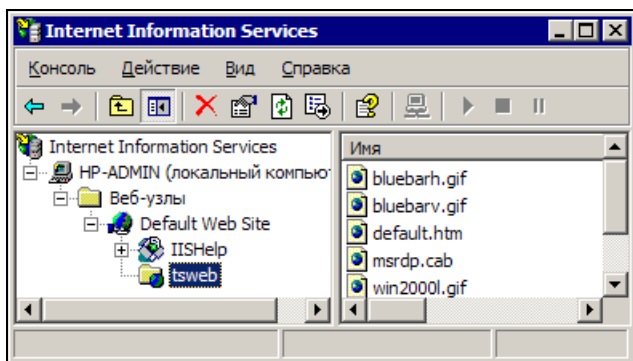 Internet Information Services
Консоль Действие Вид Справка
Internet Information Services
HP-ADMIN (локальный компью
Веб-узлы
Default Web Site
IISHelp
tsweb
Имя
bluebarh.gif
bluebarv.gif
default.htm
msrdp.cab
win2000l.gif